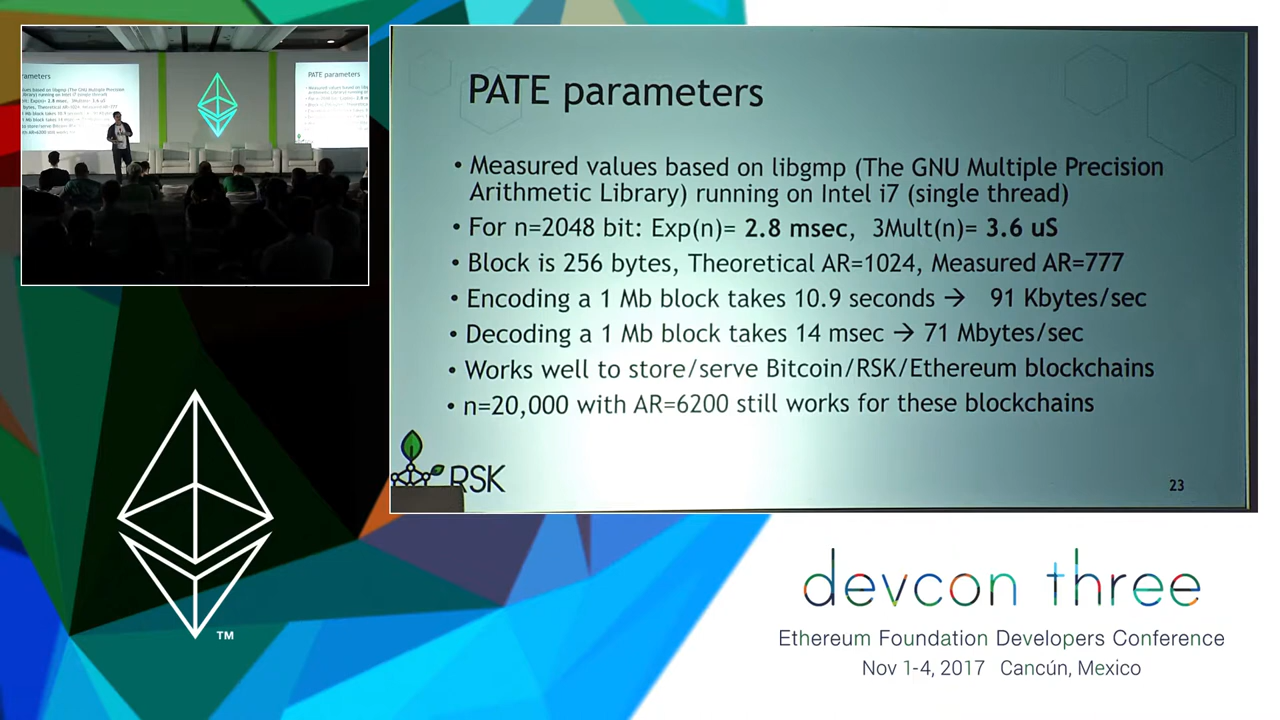 PATE parameters
• Measured values based on libgmp (The GNU Multiple Precision
Arithmetic Library) running on Intel i7 (single thread)
• For n=2048 bit: Exp(n)= 2.8 msec, 3Mult(n)= 3.6 uS
• Block is 256 bytes, Theoretical AR=1024, Measured AR=777
• Encoding a 1 Mb block takes 10.9 seconds → 91 Kbytes/sec
• Decoding a 1 Mb block takes 14 msec → 71 Mbytes/sec
• Works well to store/serve Bitcoin/RSK/Ethereum blockchains
• n=20,000 with AR=6200 still works for these blockchains
RSK
23
PATE parameters
TM
devcon three
Ethereum Foundation Developers Conference
Nov 1-4, 2017 Cancún, Mexico